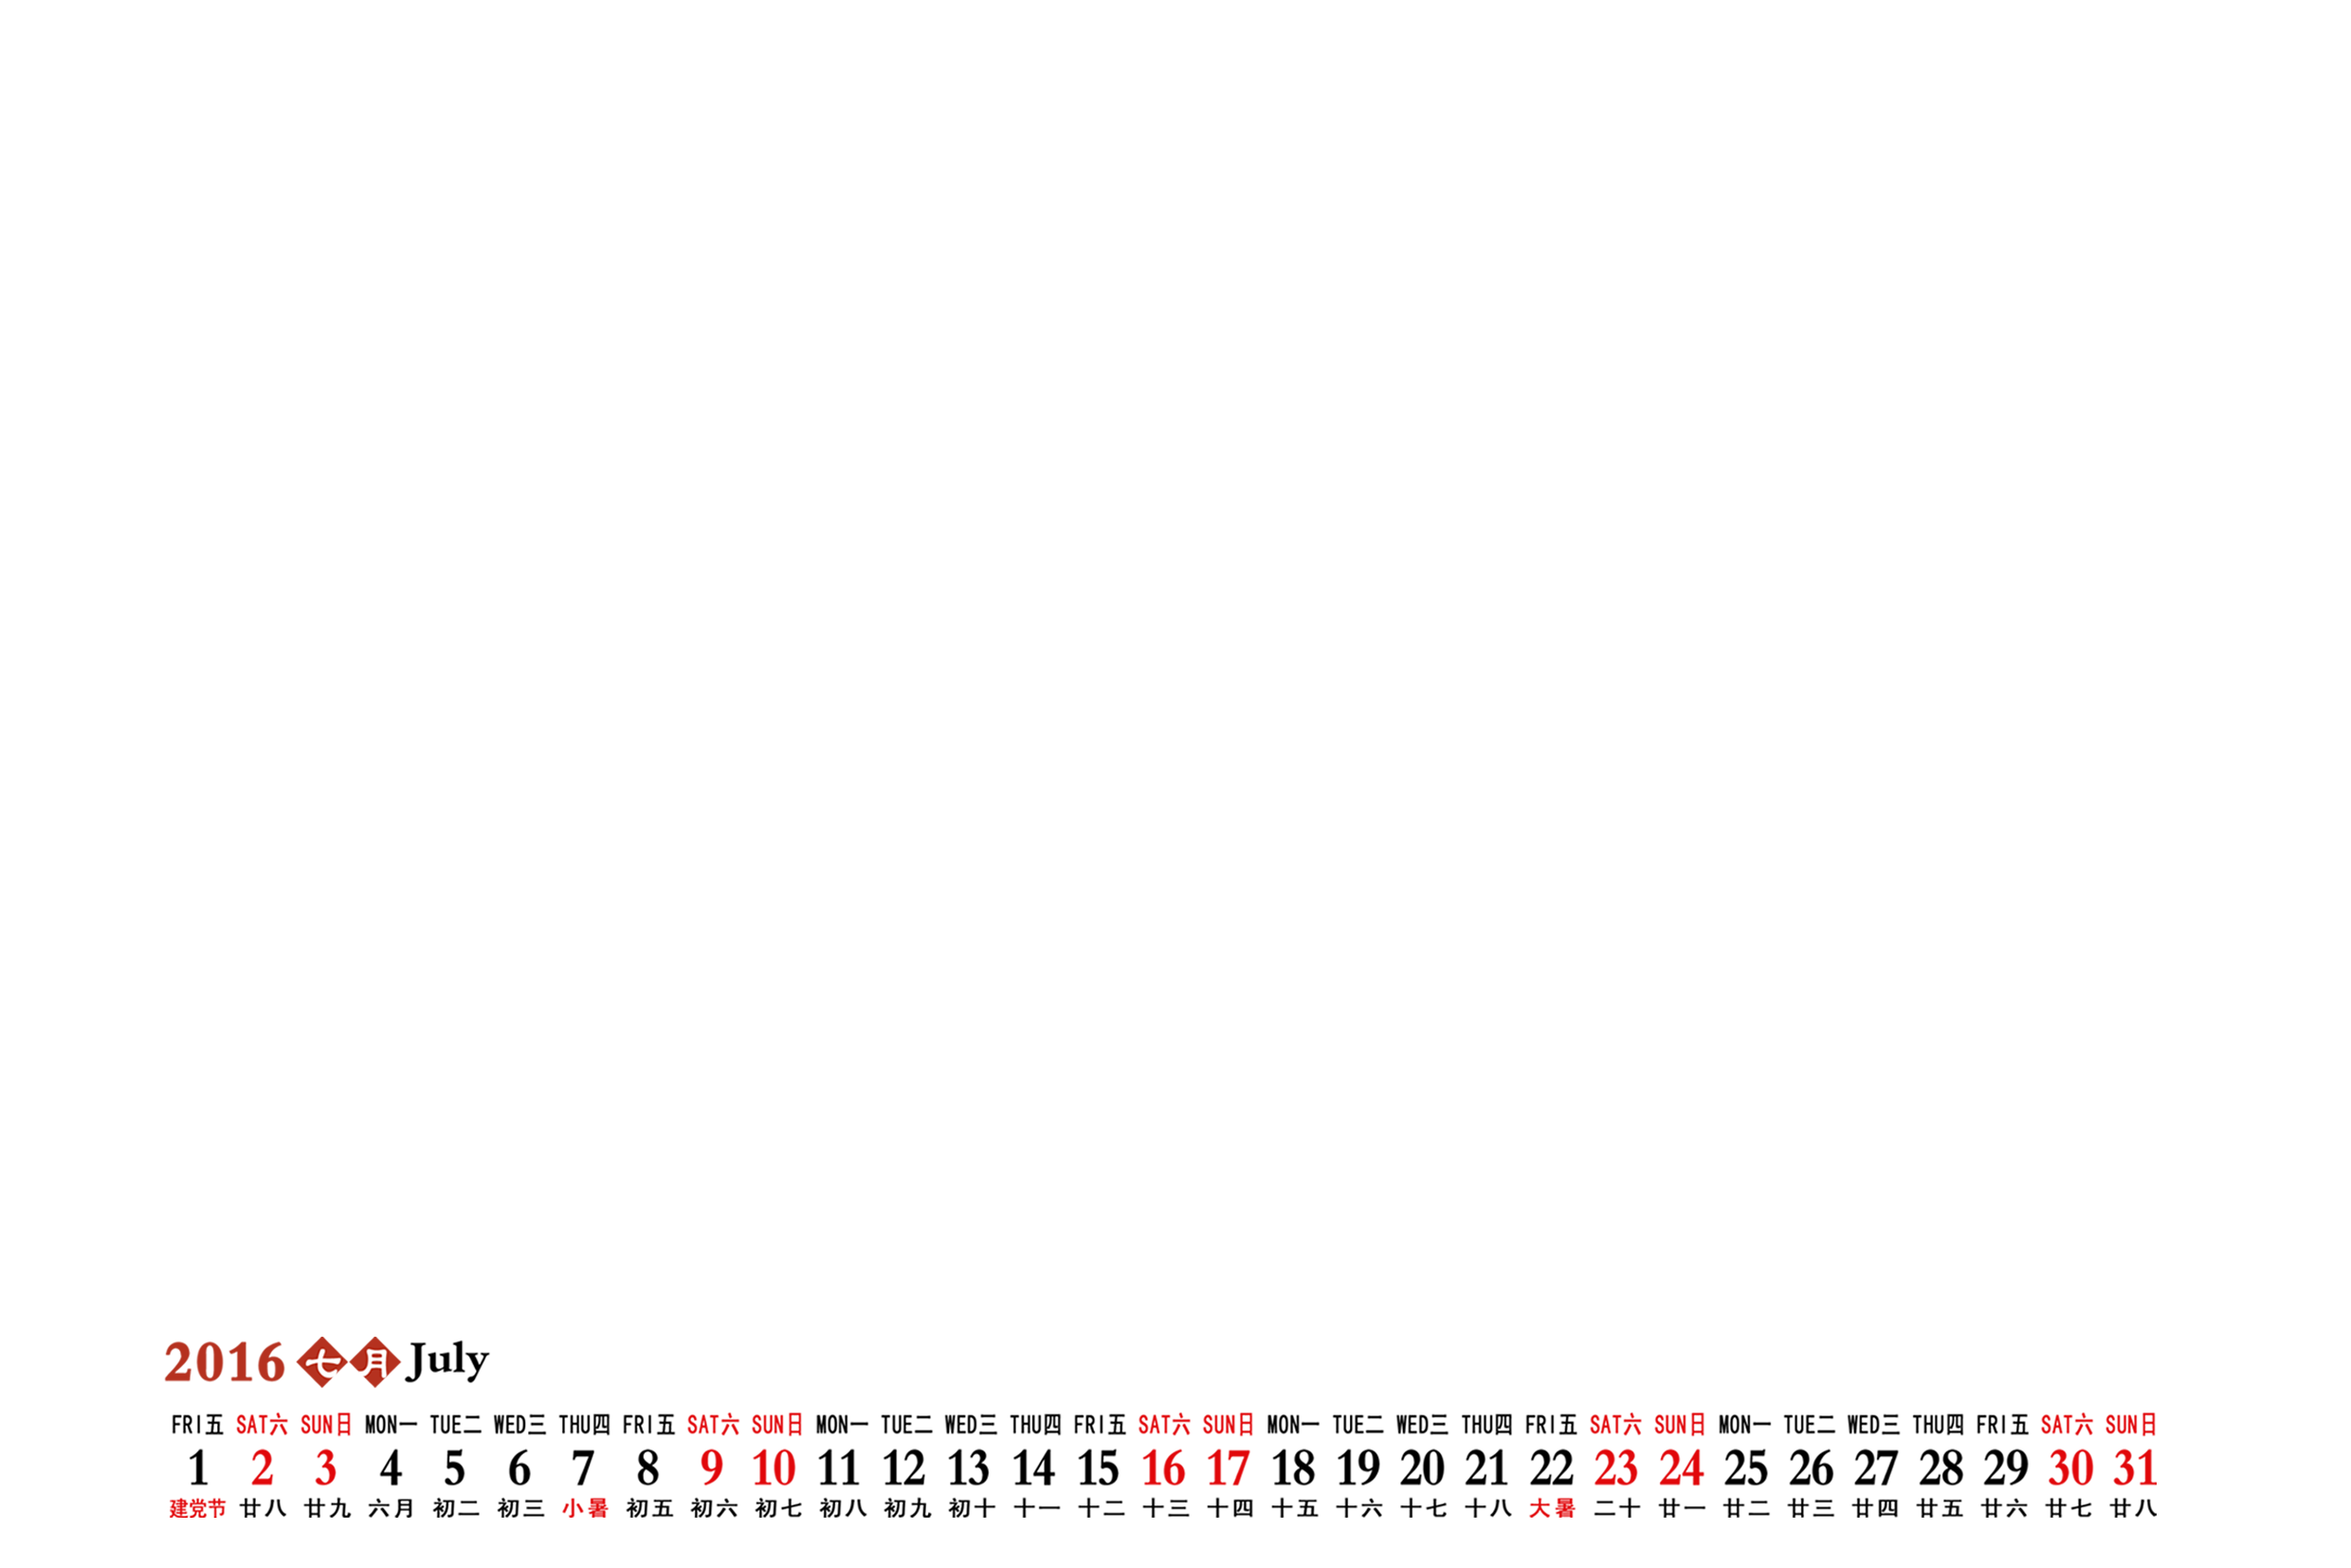 2016 七月 July
FRI五 SAT六 SUN日 MON一 TUE二 WED三 THU四 FRI五 SAT六 SUN日 MON一 TUE二 WED三 THU四 FRI五 SAT六 SUN日 MON一 TUE二 WED三 THU四 FRI五 SAT六 SUN日 MON一 TUE二 WED三 THU四 FRI五 SAT六 SUN日
1 2 3 4 5 6 7 8 9 10 11 12 13 14 15 16 17 18 19 20 21 22 23 24 25 26 27 28 29 30 31
建党节 廿八 廿九 六月 初二 初三 小暑 初五 初六 初七 初八 初九 初十 十一 十二 十三 十四 十五 十六 十七 十八 大暑 二十 廿一 廿二 廿三 廿四 廿五 廿六 廿七 廿八